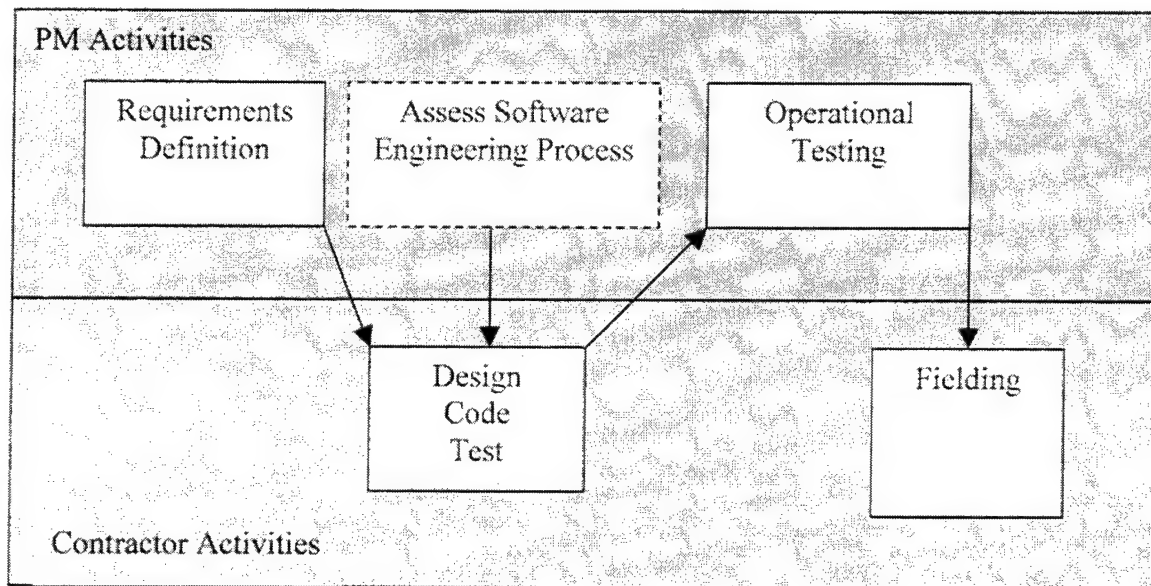 PM Activities
Requirements
Definition
Assess Software
Engineering Process
Operational
Testing
Design
Code
Test
Fielding
Contractor Activities